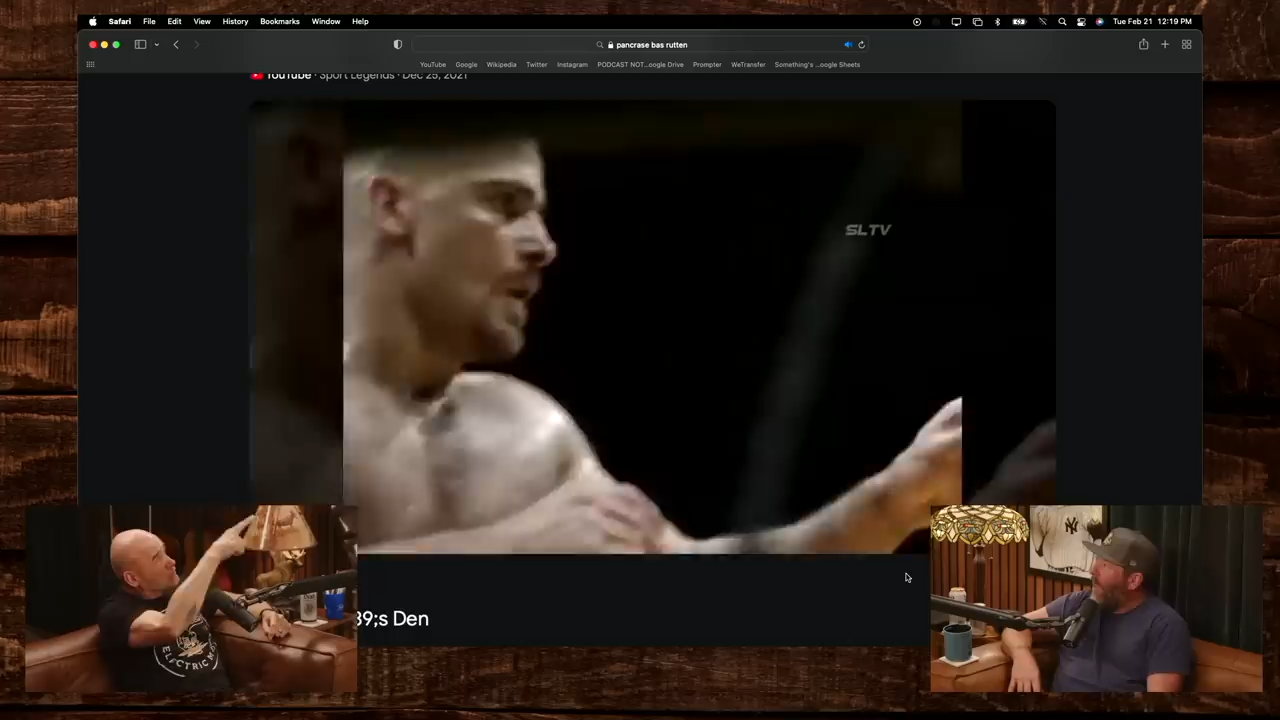 Safari File Edit View History Bookmarks Window Help Tue Feb 21 12:19 PM
pancrase bas rutten
YouTube Google Wikipedia Twitter Instagram PODCAST NOT...oogle Drive Prompter WeTransfer Something's ...oogle Sheets
YouTube · Sport Legends · Dec 25, 2021
SLTV
39;s Den
ELECTRIC